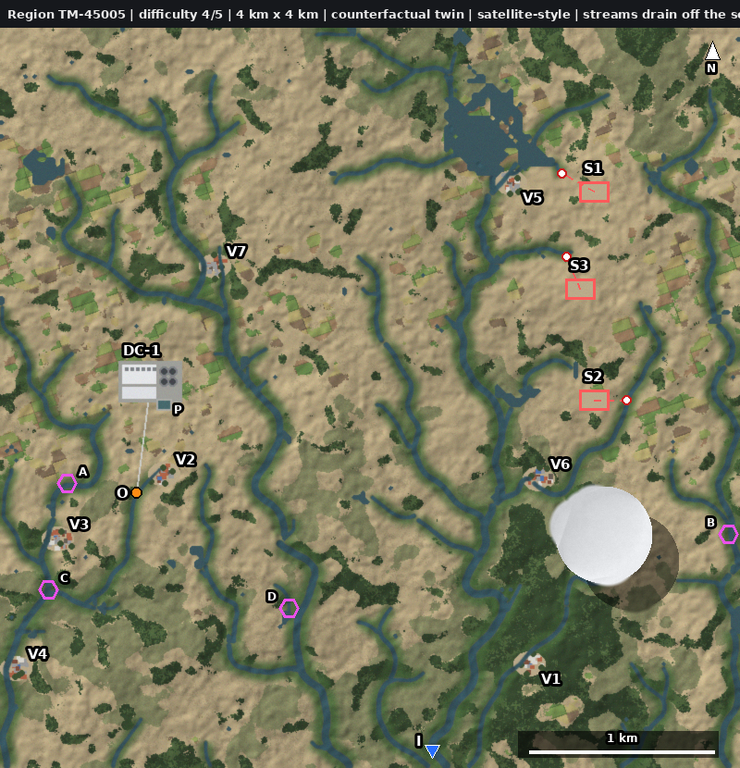 Region TM-45005 | difficulty 4/5 | 4 km x 4 km | counterfactual twin | satellite-style | streams drain off the
N
S1
V5
V7
S3
DC-1
S2
P
V2
V6
A
O
V3
B
C
D
V4
V1
I
1 km